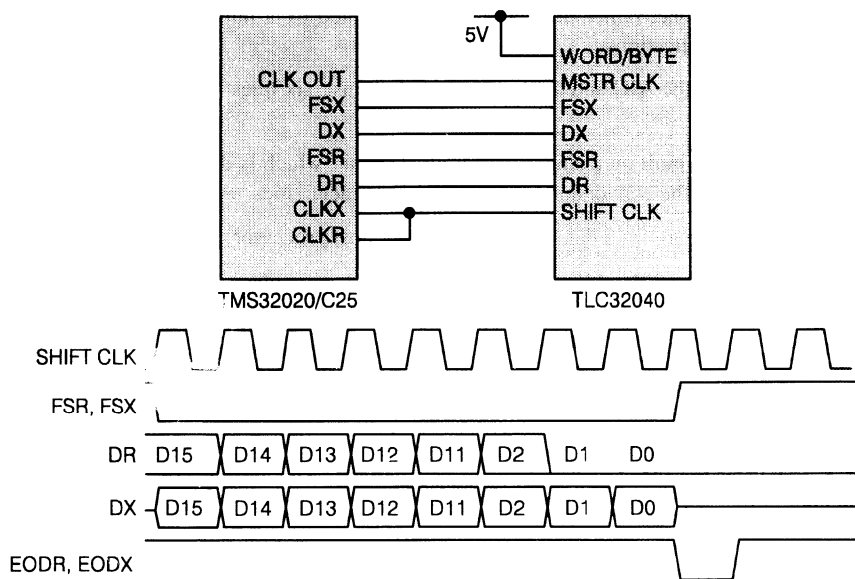 5V
WORD/BYTE
CLK OUT MSTR CLK
FSX FSX
DX DX
FSR FSR
DR DR
CLKX SHIFT CLK
CLKR
TMS32020/C25 TLC32040
SHIFT CLK
FSR, FSX
DR D15 D14 D13 D12 D11 D2 D1 D0
DX D15 D14 D13 D12 D11 D2 D1 D0
EODR, EODX